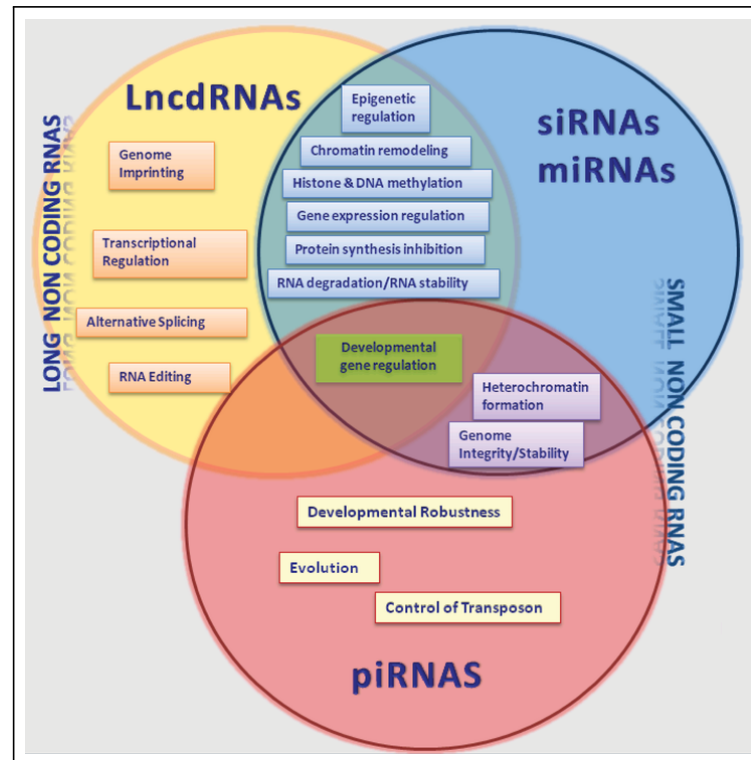 LncdRNAs
siRNAs
miRNAs
LONG NON CODING RNAS
SMALL NON CODING RNAS
Epigenetic
regulation
Chromatin remodeling
Histone & DNA methylation
Gene expression regulation
Protein synthesis inhibition
RNA degradation/RNA stability
Genome
Imprinting
Transcriptional
Regulation
Alternative Splicing
RNA Editing
Developmental
gene regulation
Heterochromatin
formation
Genome
Integrity/Stability
Developmental Robustness
Evolution
Control of Transposon
piRNAS